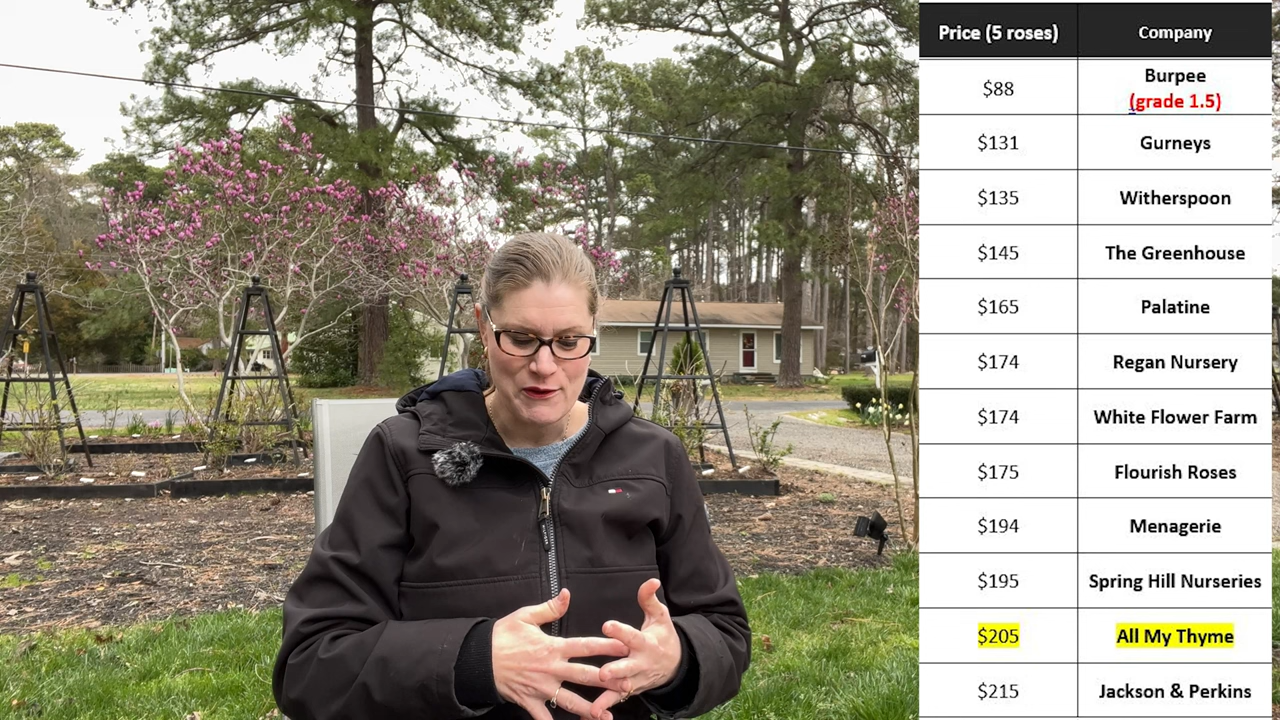 Price (5 roses) Company
$88 Burpee
(grade 1.5)
$131 Gurneys
$135 Witherspoon
$145 The Greenhouse
$165 Palatine
$174 Regan Nursery
$174 White Flower Farm
$175 Flourish Roses
$194 Menagerie
$195 Spring Hill Nurseries
$205 All My Thyme
$215 Jackson & Perkins